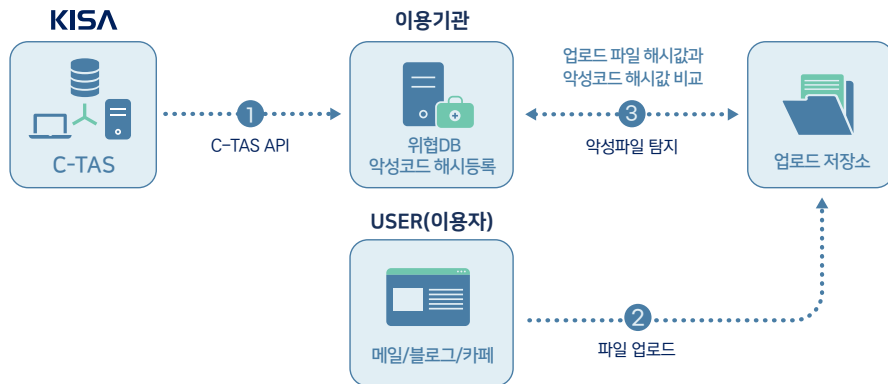 KISA
이용기관
C-TAS
1
C-TAS API
위협DB
악성코드 해시등록
업로드 파일 해시값과
악성코드 해시값 비교
3
악성파일 탐지
업로드 저장소
USER(이용자)
메일/블로그/카페
2
파일 업로드